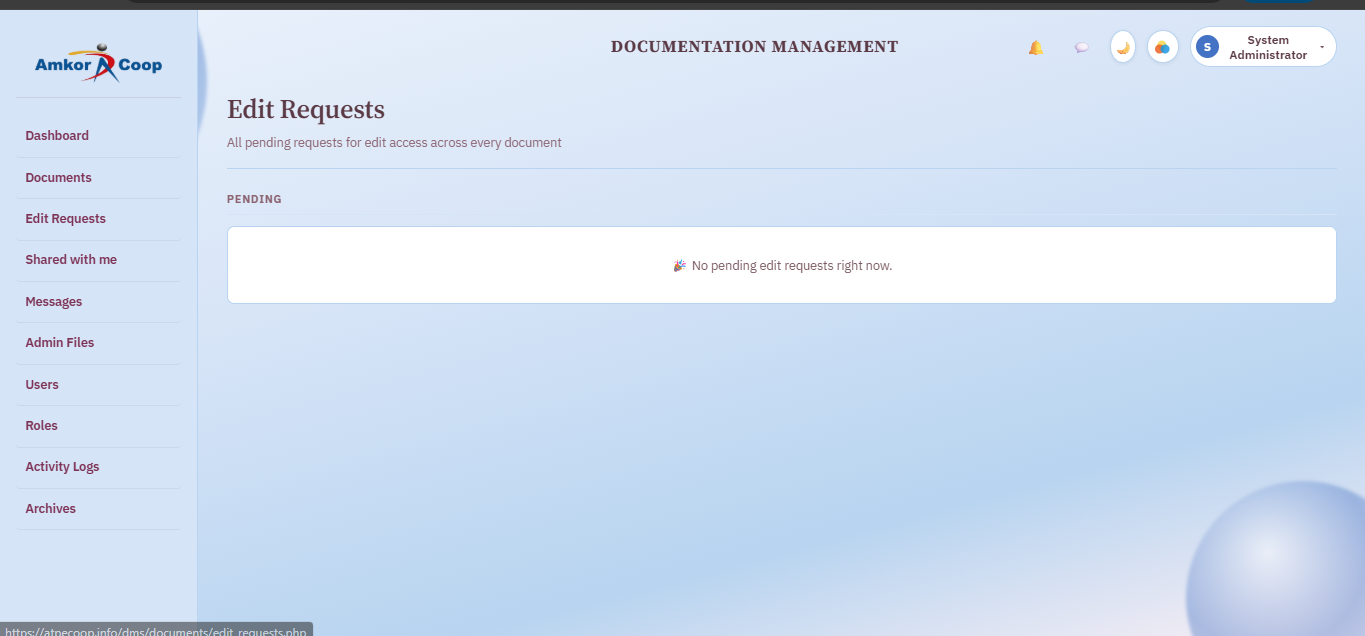 Amkor Coop
DOCUMENTATION MANAGEMENT
S
System
Administrator
Dashboard
Documents
Edit Requests
Shared with me
Messages
Admin Files
Users
Roles
Activity Logs
Archives
Edit Requests
All pending requests for edit access across every document
PENDING
🎉 No pending edit requests right now.
https://atpecoop.info/dms/documents/edit_requests.php